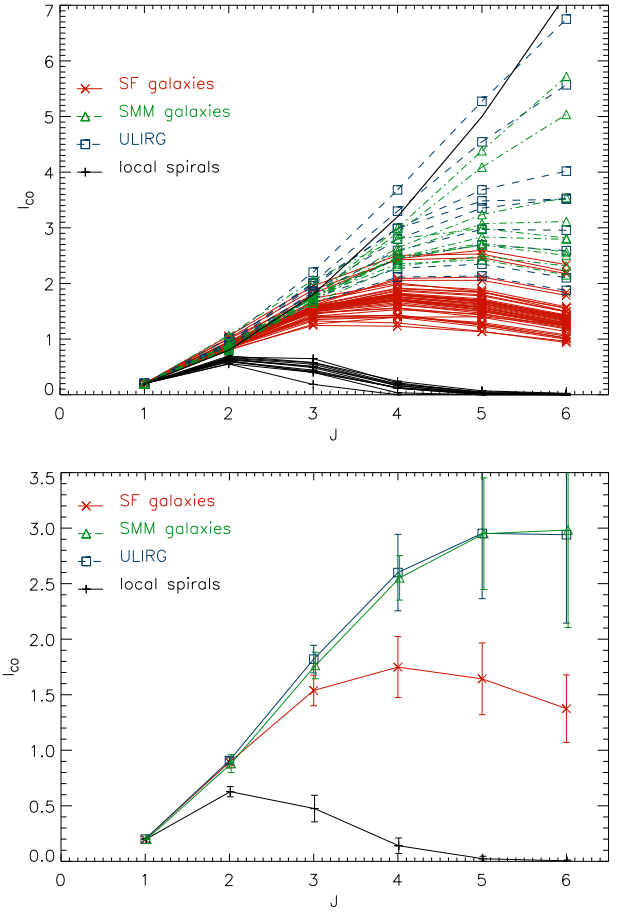 7
6
5
4
3
2
1
0
I_CO
SF galaxies
SMM galaxies
ULIRG
local spirals
0 1 2 3 4 5 6
J
3.5
3.0
2.5
2.0
1.5
1.0
0.5
0.0
I_CO
SF galaxies
SMM galaxies
ULIRG
local spirals
0 1 2 3 4 5 6
J